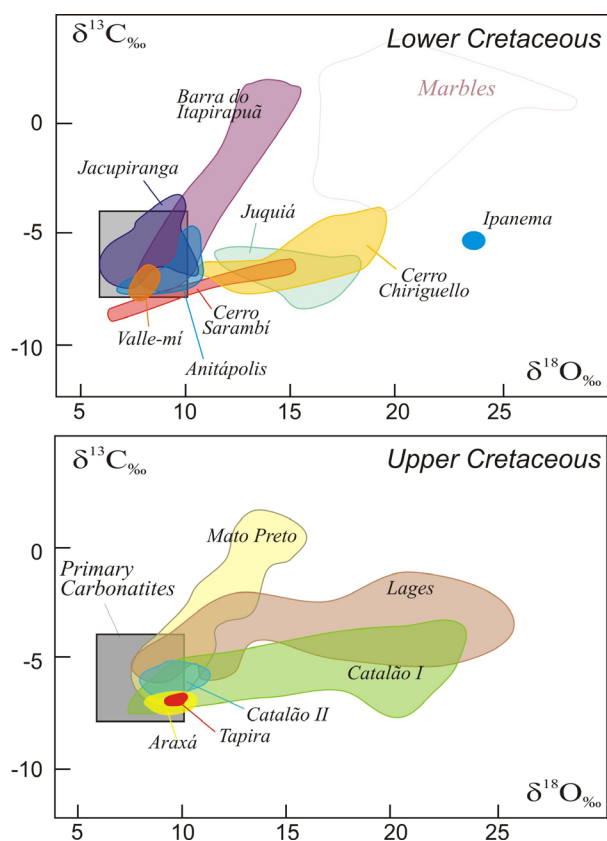 δ¹³C‰
Lower Cretaceous
Marbles
Barra do
Itapirapuã
0
Jacupiranga
Juquiá
Ipanema
-5
Cerro
Chiriguello
Cerro
Sarambí
Valle-mí
Anitápolis
-10
δ¹⁸O‰
5 10 15 20 25
δ¹³C‰
Upper Cretaceous
Mato Preto
0
Primary
Carbonatites
Lages
-5
Catalão I
Catalão II
Tapira
Araxá
-10
δ¹⁸O‰
5 10 15 20 25